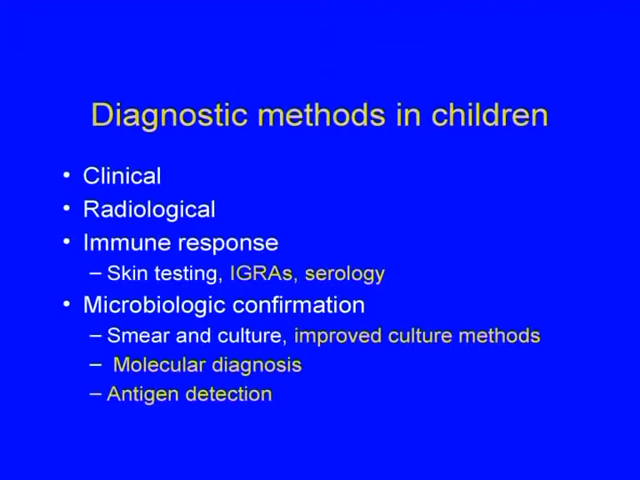 Diagnostic methods in children
• Clinical
• Radiological
• Immune response
– Skin testing, IGRAs, serology
• Microbiologic confirmation
– Smear and culture, improved culture methods
– Molecular diagnosis
– Antigen detection